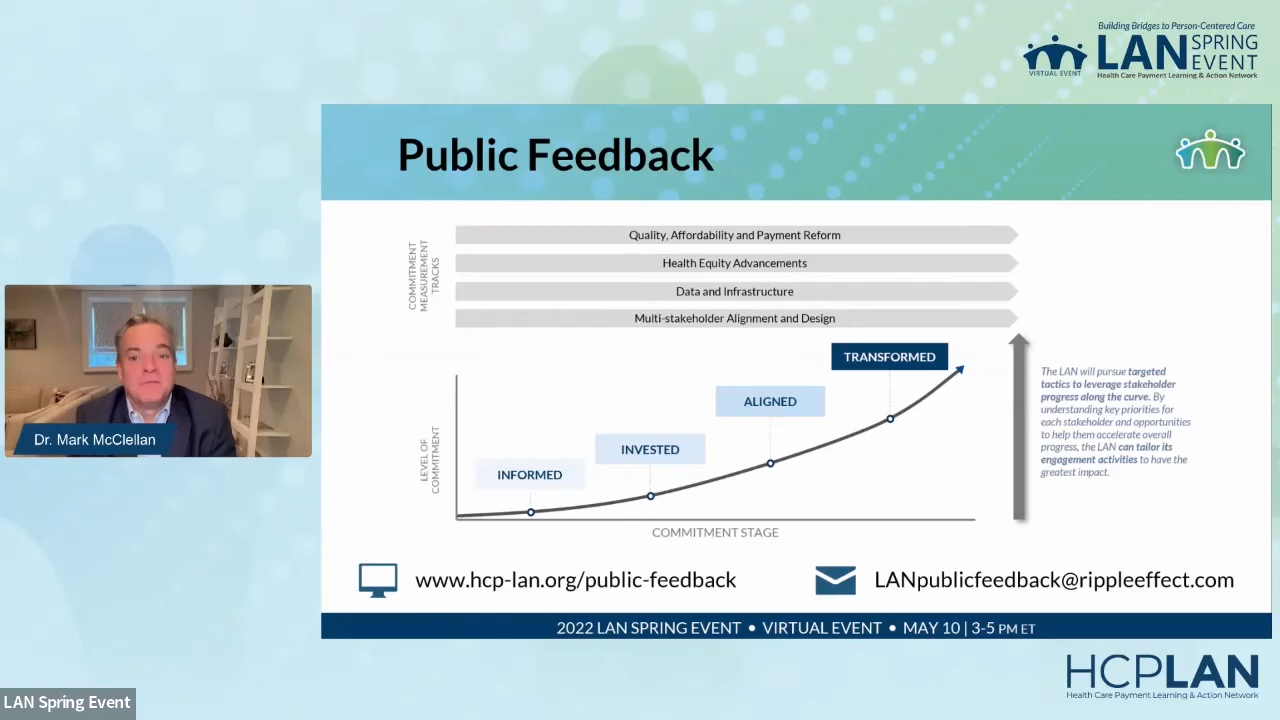 Building Bridges to Person-Centered Care
LAN SPRING EVENT
VIRTUAL EVENT
Health Care Payment Learning & Action Network
Public Feedback
COMMITMENT
MEASUREMENT
TRACKS
Quality, Affordability and Payment Reform
Health Equity Advancements
Data and Infrastructure
Multi-stakeholder Alignment and Design
LEVEL OF
COMMITMENT
INFORMED
INVESTED
ALIGNED
TRANSFORMED
COMMITMENT STAGE
The LAN will pursue targeted
tactics to leverage stakeholder
progress along the curve. By
understanding key priorities for
each stakeholder and opportunities
to help them accelerate overall
progress, the LAN can tailor its
engagement activities to have the
greatest impact.
Dr. Mark McClellan
www.hcp-lan.org/public-feedback
LANpublicfeedback@rippleeffect.com
2022 LAN SPRING EVENT • VIRTUAL EVENT • MAY 10 | 3-5 PM ET
HCPLAN
Health Care Payment Learning & Action Network
LAN Spring Event